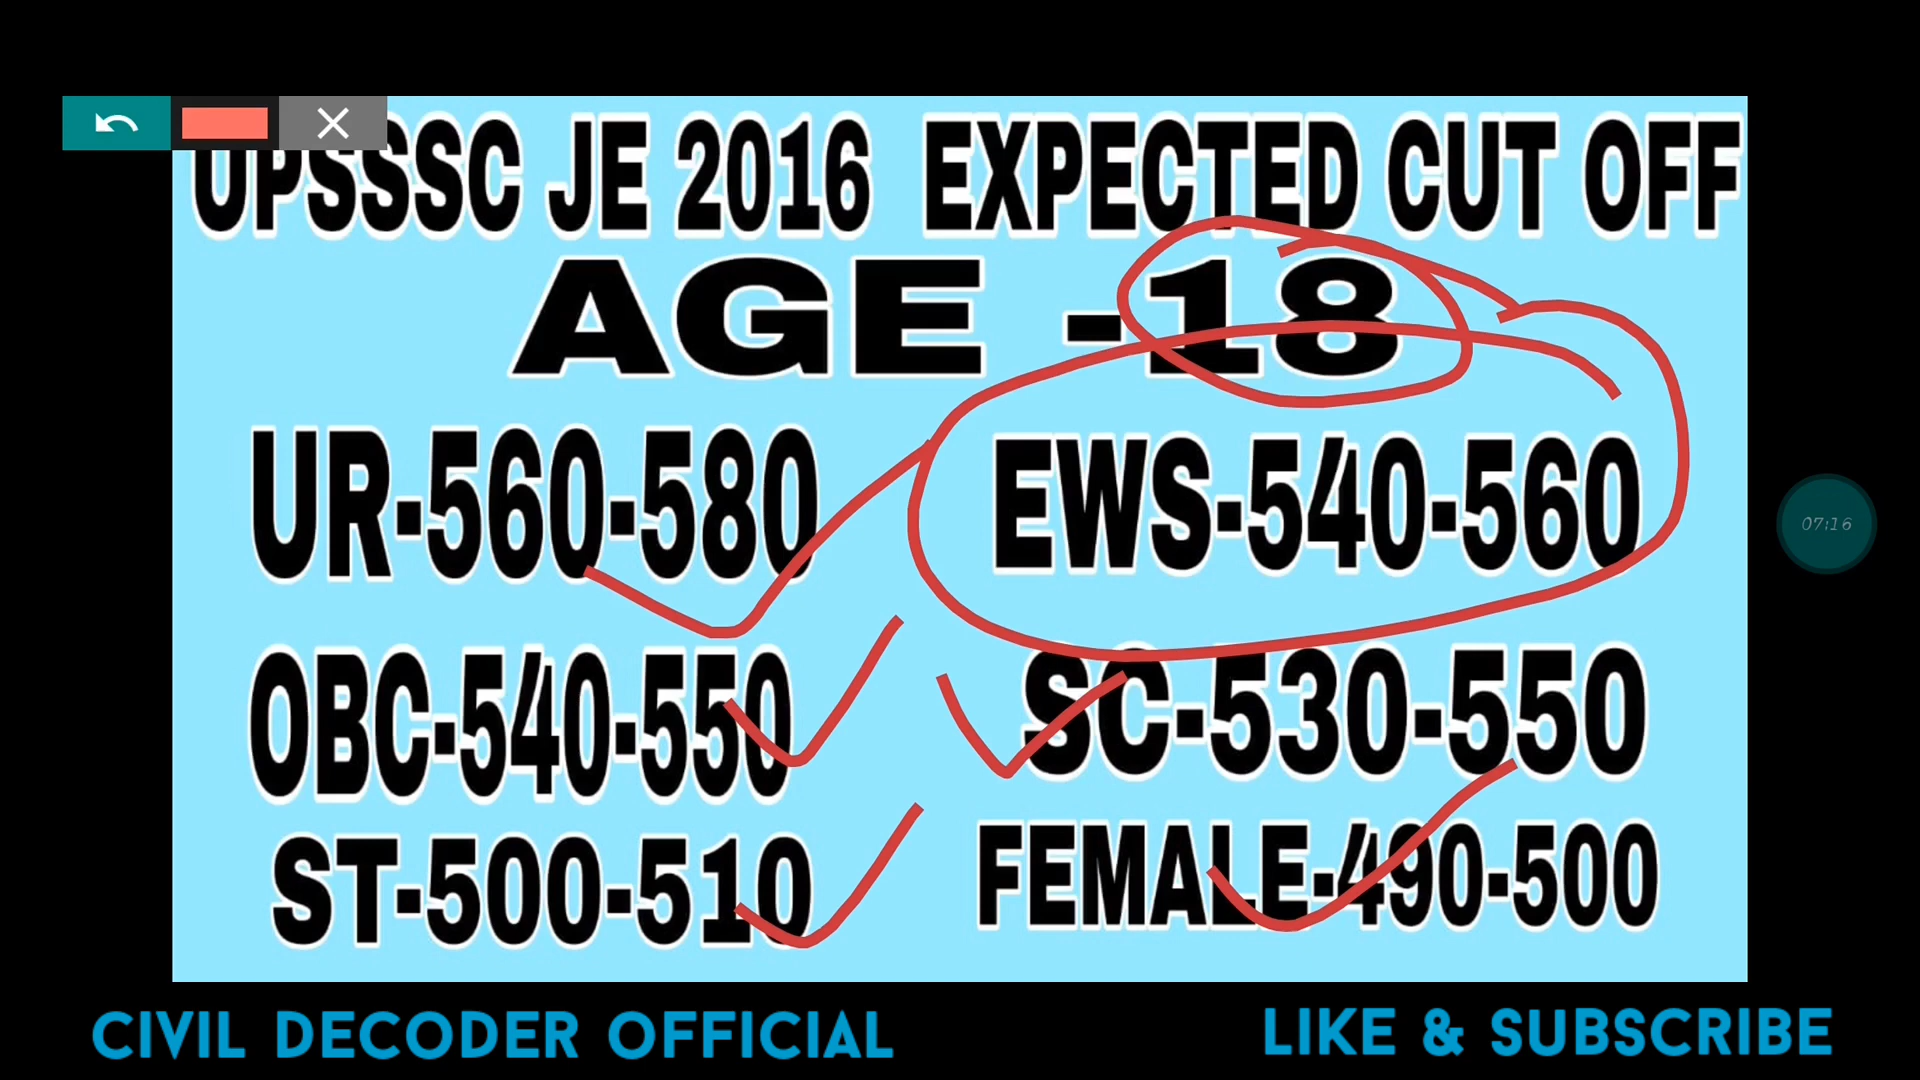 UPSSSC JE 2016 EXPECTED CUT OFF
AGE -18
UR-560-580 EWS-540-560
OBC-540-550 SC-530-550
ST-500-510 FEMALE-490-500
07:16
CIVIL DECODER OFFICIAL LIKE & SUBSCRIBE